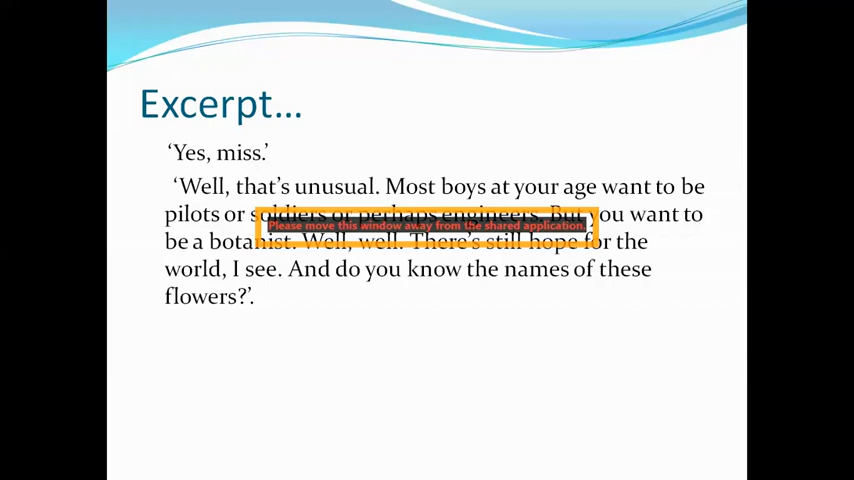 Excerpt…
‘Yes, miss.’
‘Well, that’s unusual. Most boys at your age want to be
pilots or soldiers or perhaps engineers. But you want to
Please move this window away from the shared application.
be a botanist. Well, well. There’s still hope for the
world, I see. And do you know the names of these
flowers?’.